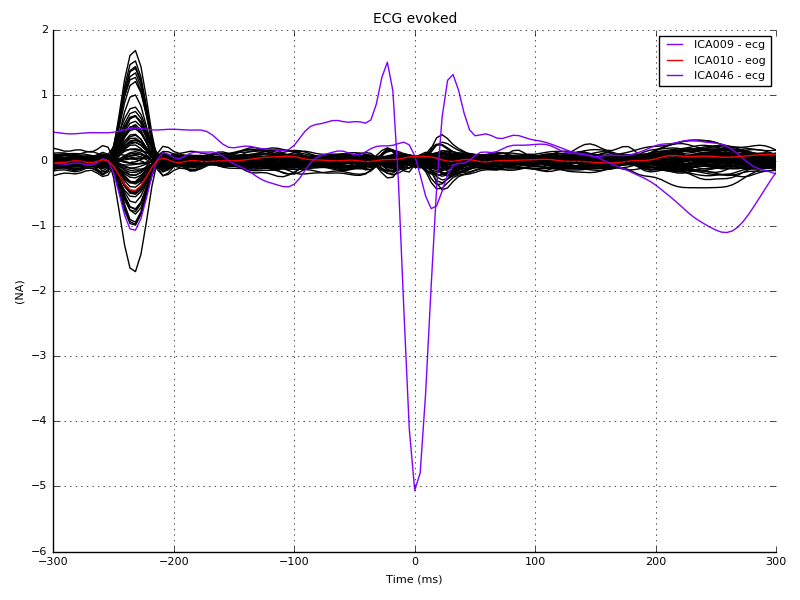 ECG evoked
ICA009 - ecg
ICA010 - eog
ICA046 - ecg
2
1
0
−1
−2
−3
−4
−5
−6
(NA)
−300 −200 −100 0 100 200 300
Time (ms)